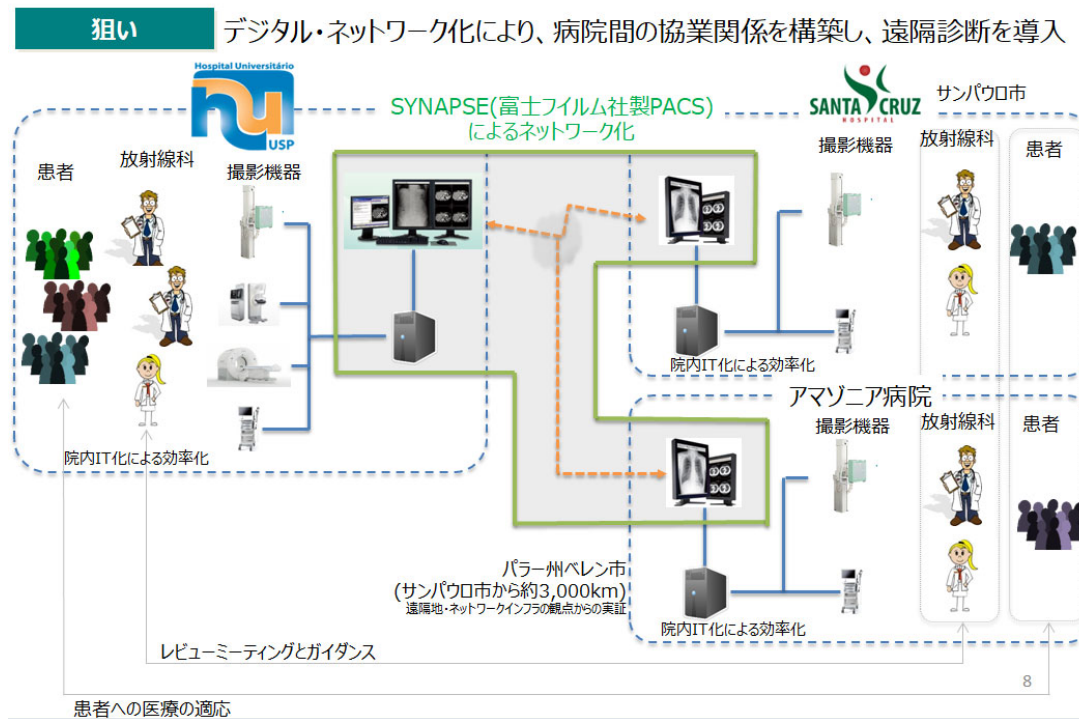 狙い
デジタル・ネットワーク化により、病院間の協業関係を構築し、遠隔診断を導入
Hospital Universitário
hu
USP
SYNAPSE(富士フイルム社製PACS)
によるネットワーク化
SANTA CRUZ
HOSPITAL
サンパウロ市
患者
放射線科
撮影機器
撮影機器
放射線科
患者
院内IT化による効率化
院内IT化による効率化
アマゾニア病院
撮影機器
放射線科
患者
パラー州ベレン市
(サンパウロ市から約3,000km)
遠隔地・ネットワークインフラの観点からの実証
院内IT化による効率化
レビューミーティングとガイダンス
患者への医療の適応
8